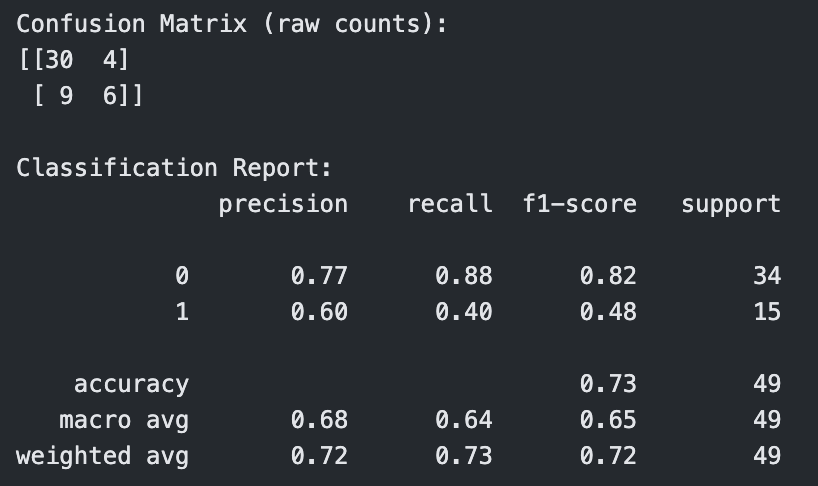 Confusion Matrix (raw counts):
[[30  4]
 [ 9  6]]
Classification Report:
              precision    recall  f1-score   support
           0       0.77      0.88      0.82        34
           1       0.60      0.40      0.48        15
    accuracy                           0.73        49
   macro avg       0.68      0.64      0.65        49
weighted avg       0.72      0.73      0.72        49